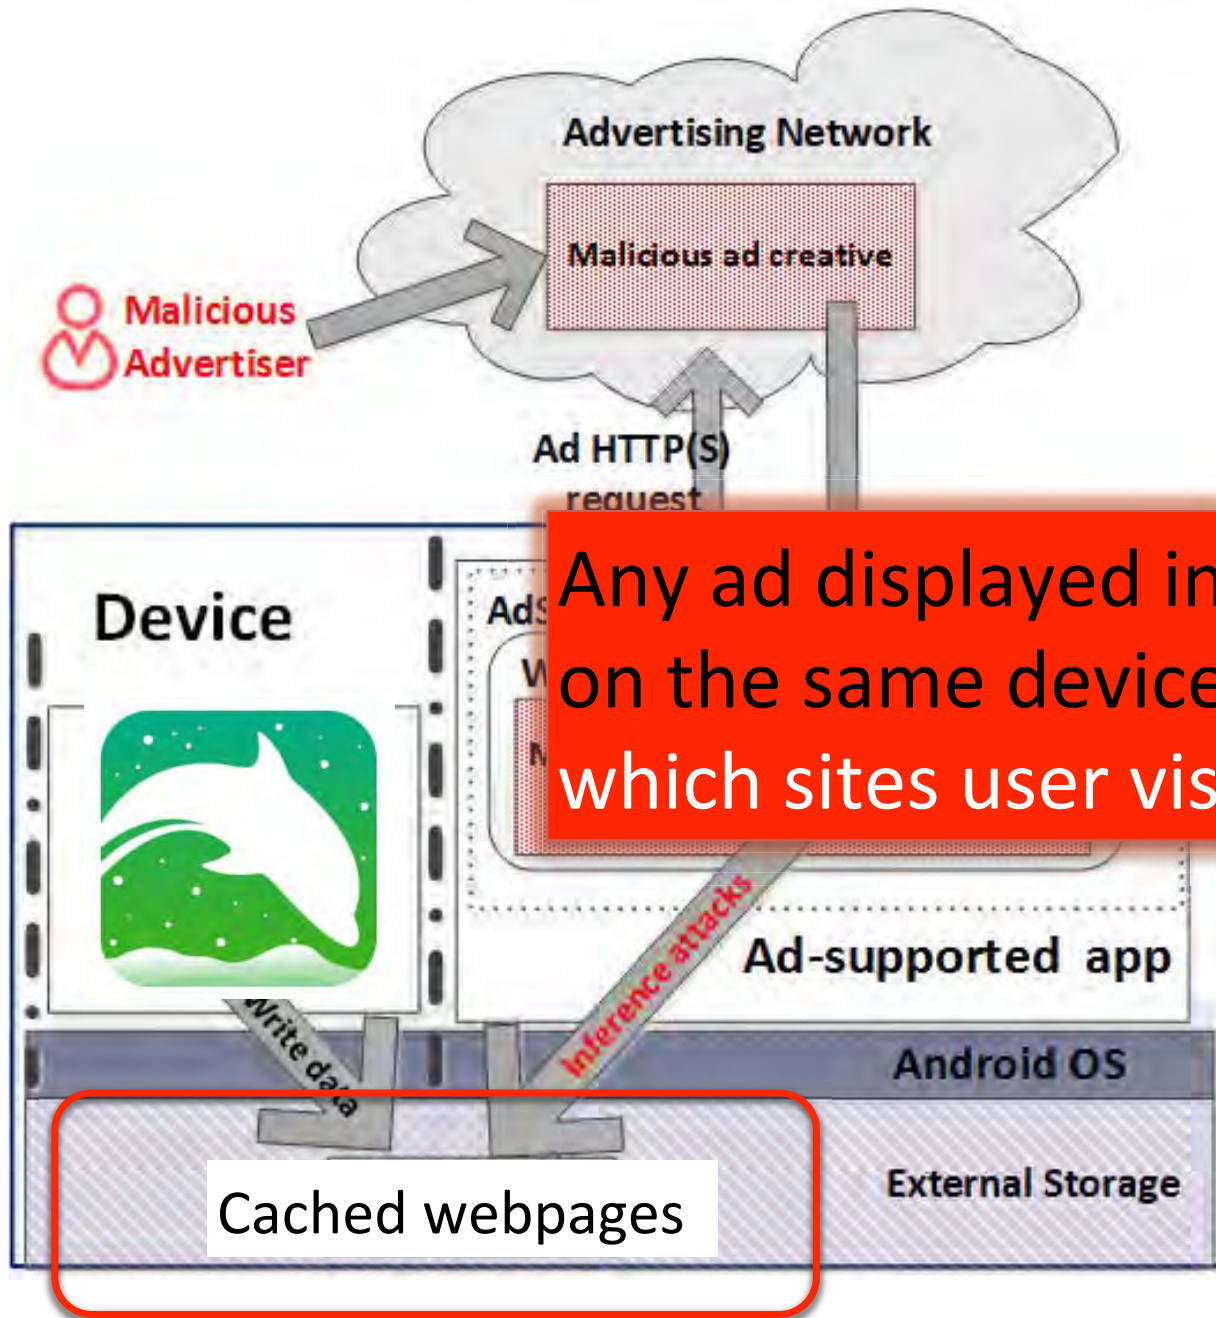 Advertising Network
Malicious ad creative
Malicious
Advertiser
Ad HTTP(S)
request
Device
Any ad displayed in
on the same device
which sites user vis
Inference attacks
Ad-supported app
Write data
Android OS
External Storage
Cached webpages